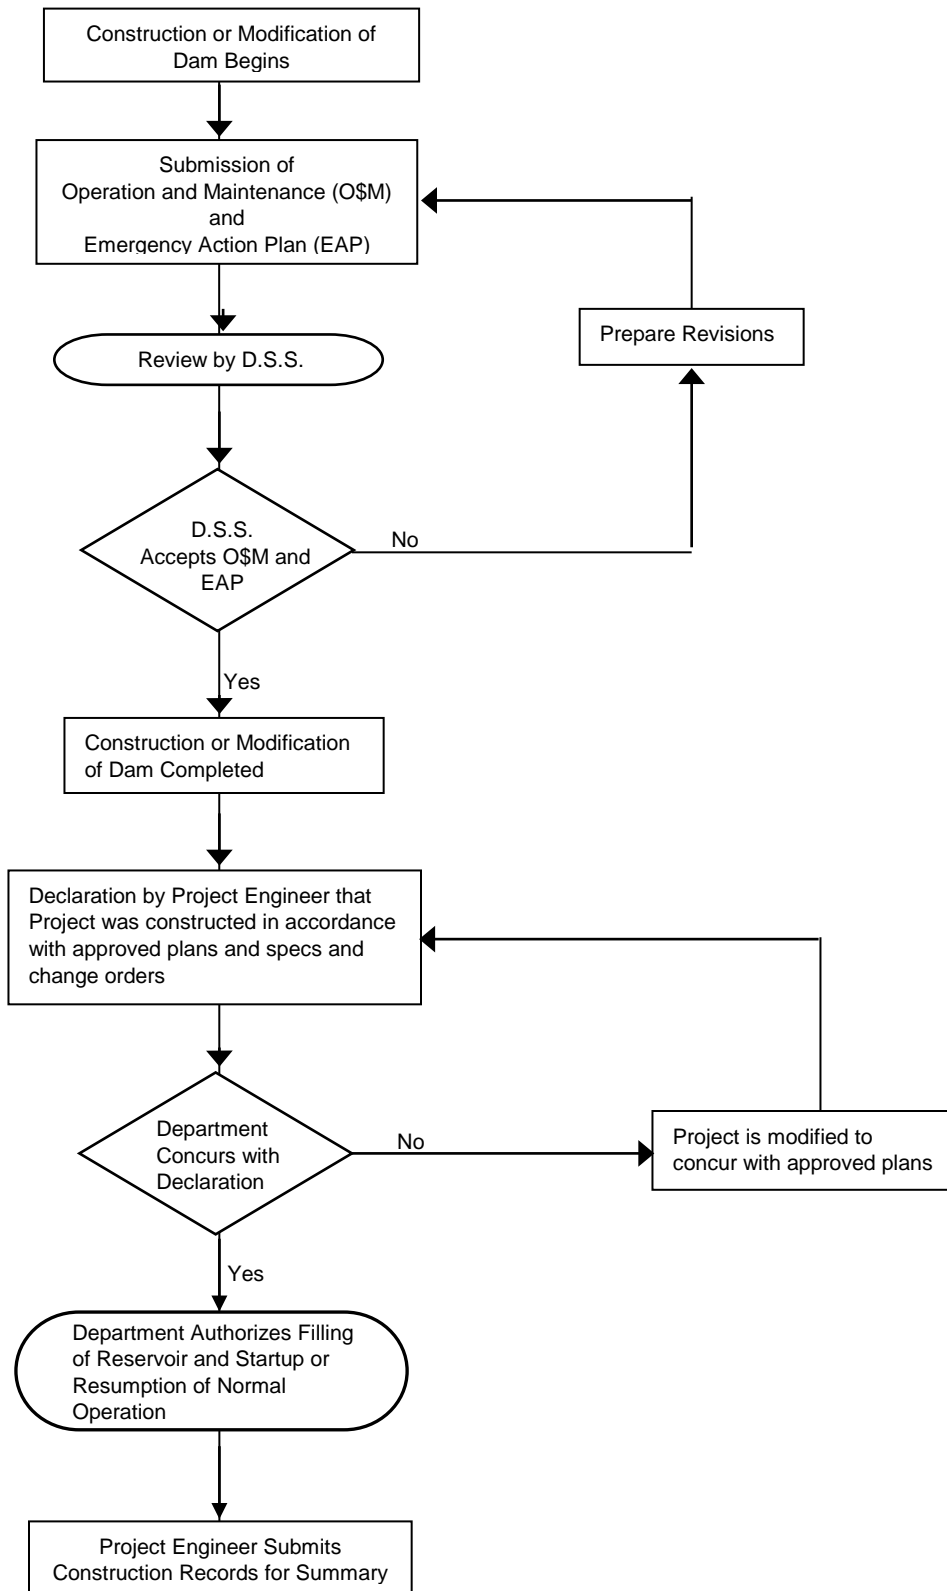 Construction or Modification of
Dam Begins
Submission of
Operation and Maintenance (O$M)
and
Emergency Action Plan (EAP)
Prepare Revisions
Review by D.S.S.
D.S.S.
Accepts O$M and
EAP
No
Yes
Construction or Modification
of Dam Completed
Declaration by Project Engineer that
Project was constructed in accordance
with approved plans and specs and
change orders
Department
Concurs with
Declaration
No
Project is modified to
concur with approved plans
Yes
Department Authorizes Filling
of Reservoir and Startup or
Resumption of Normal
Operation
Project Engineer Submits
Construction Records for Summary